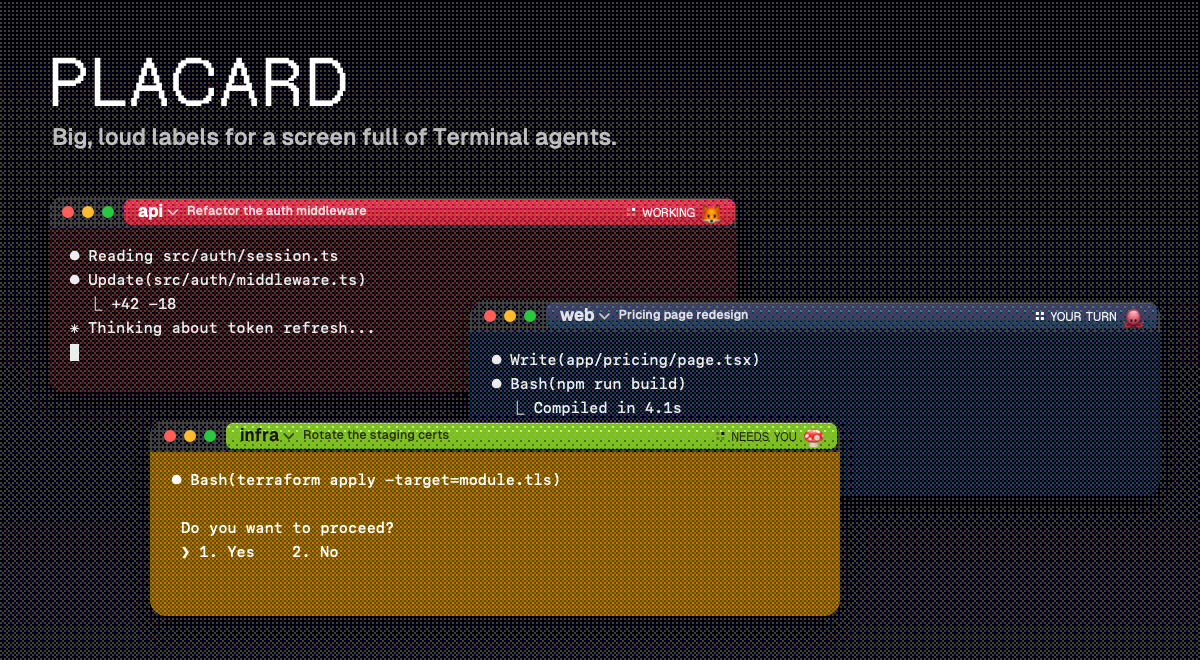 PLACARD
Big, loud labels for a screen full of Terminal agents.
api Refactor the auth middleware WORKING
● Reading src/auth/session.ts
● Update(src/auth/middleware.ts)
⎿ +42 −18
✳ Thinking about token refresh...
web Pricing page redesign YOUR TURN
● Write(app/pricing/page.tsx)
● Bash(npm run build)
⎿ Compiled in 4.1s
infra Rotate the staging certs NEEDS YOU
● Bash(terraform apply −target=module.tls)
Do you want to proceed?
❯ 1. Yes 2. No